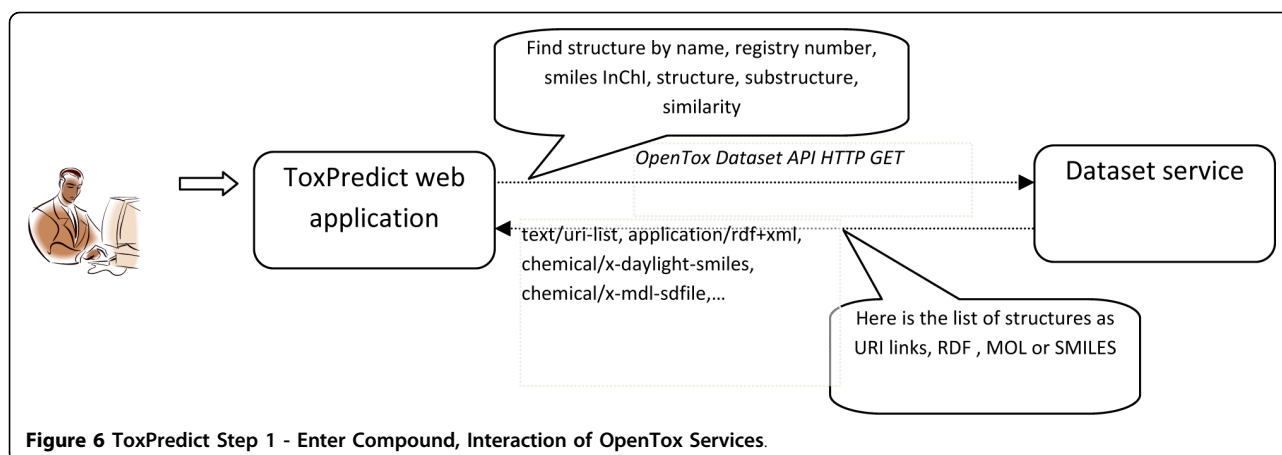 Find structure by name, registry number,
smiles InChI, structure, substructure,
similarity
OpenTox Dataset API HTTP GET
ToxPredict web
application
Dataset service
text/uri-list, application/rdf+xml,
chemical/x-daylight-smiles,
chemical/x-mdl-sdfile,...
Here is the list of structures as
URI links, RDF , MOL or SMILES
Figure 6 ToxPredict Step 1 - Enter Compound, Interaction of OpenTox Services.